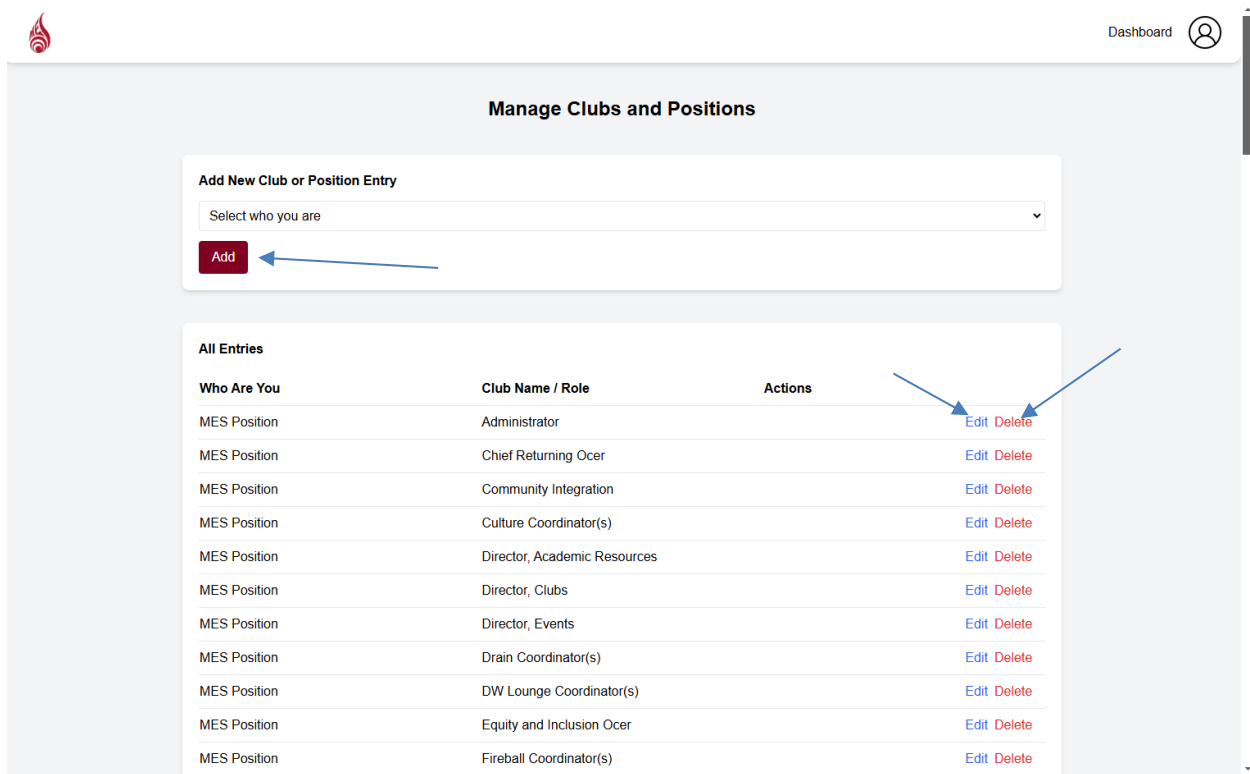 Dashboard
Manage Clubs and Positions
Add New Club or Position Entry
Select who you are
Add
All Entries
Who Are You Club Name / Role Actions
MES Position Administrator Edit Delete
MES Position Chief Returning Ocer Edit Delete
MES Position Community Integration Edit Delete
MES Position Culture Coordinator(s) Edit Delete
MES Position Director, Academic Resources Edit Delete
MES Position Director, Clubs Edit Delete
MES Position Director, Events Edit Delete
MES Position Drain Coordinator(s) Edit Delete
MES Position DW Lounge Coordinator(s) Edit Delete
MES Position Equity and Inclusion Ocer Edit Delete
MES Position Fireball Coordinator(s) Edit Delete